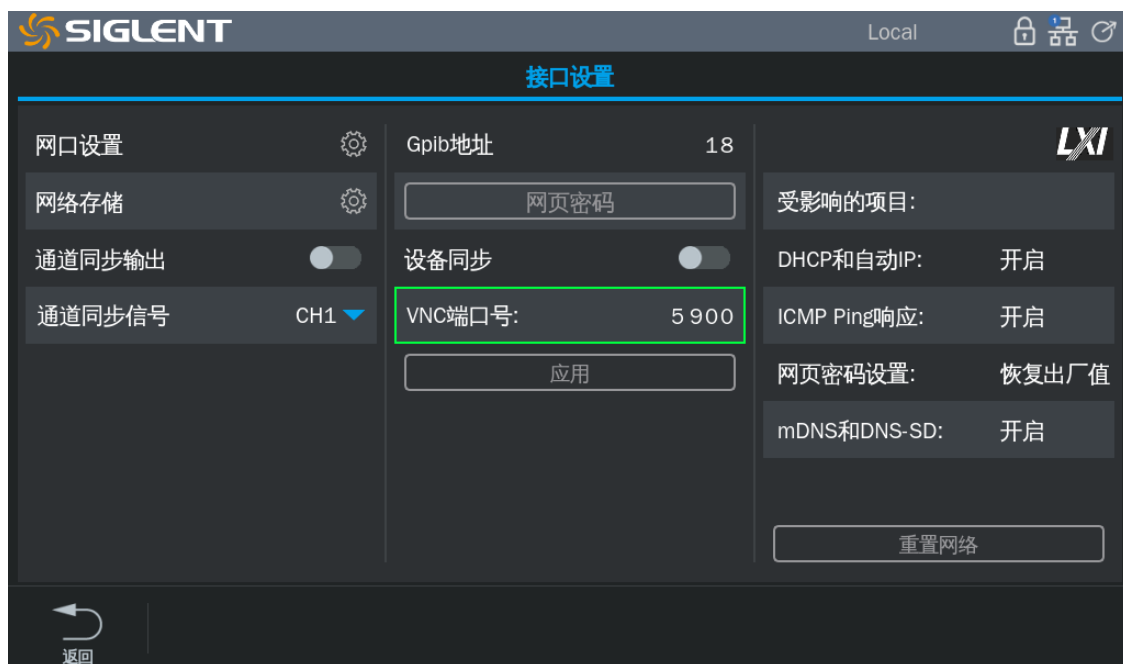 SIGLENT
Local
1
接口设置
网口设置
网络存储
通道同步输出
通道同步信号 CH1
Gpib地址 18
网页密码
设备同步
VNC端口号: 5900
应用
LXI
受影响的项目:
DHCP和自动IP: 开启
ICMP Ping响应: 开启
网页密码设置: 恢复出厂值
mDNS和DNS-SD: 开启
重置网络
返回